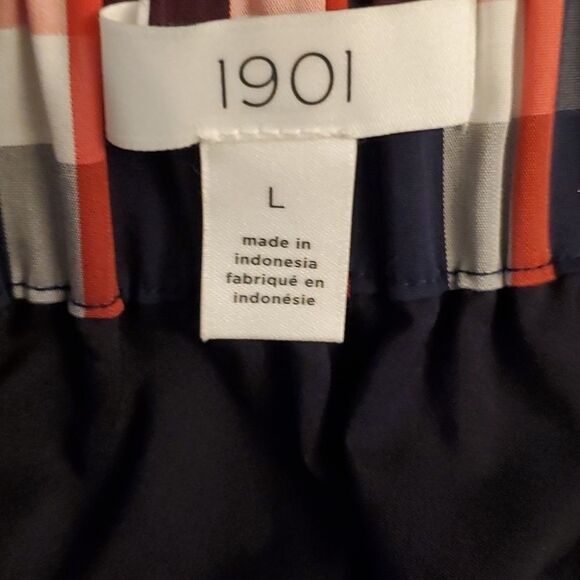 1901
L
made in
indonesia
fabriqué en
indonésie